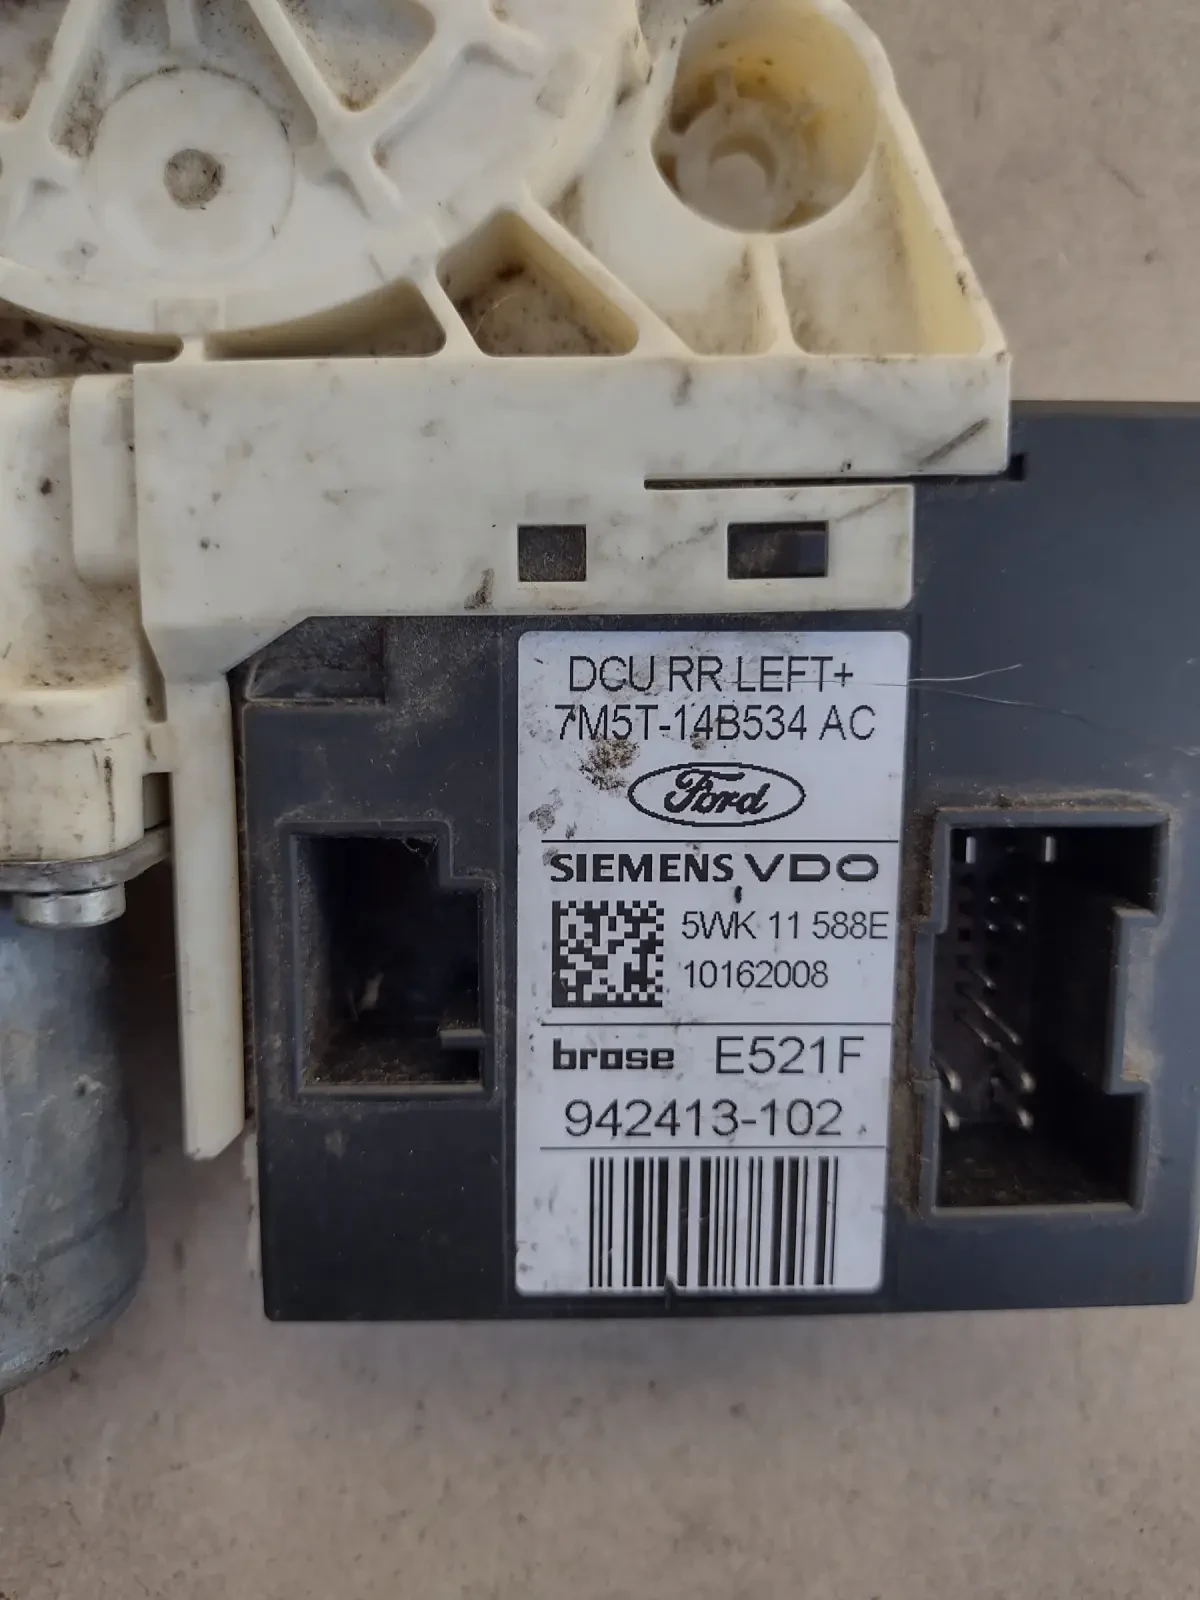 DCU RR LEFT+
7M5T-14B534 AC
Ford
SIEMENS VDO
5WK 11 588E
10162008
brose E521F
942413-102